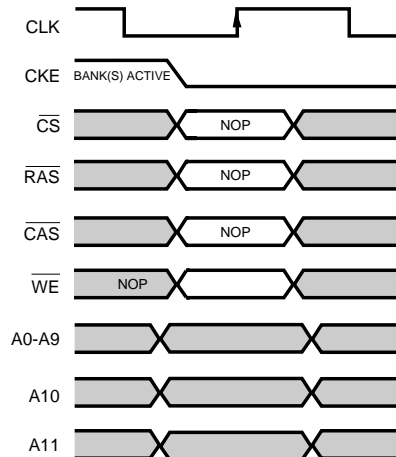 CLK
CKE BANK(S) ACTIVE
CS NOP
RAS NOP
CAS NOP
WE NOP
A0-A9
A10
A11